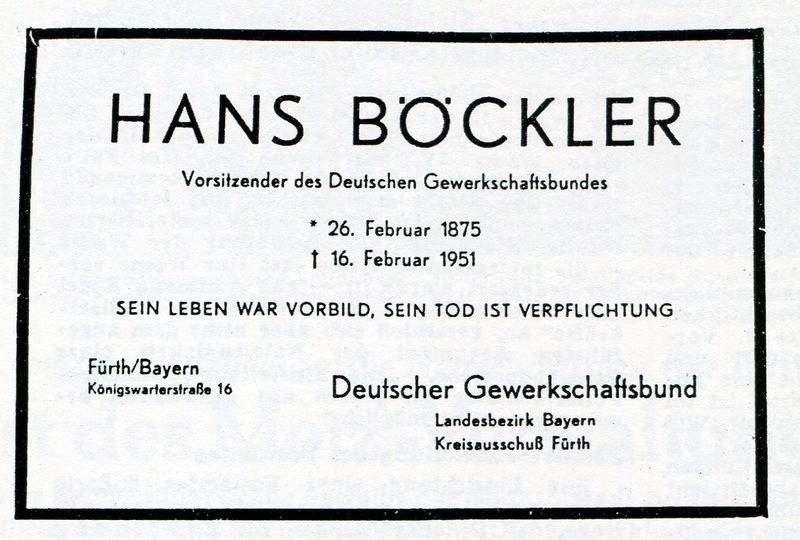 HANS BÖCKLER
Vorsitzender des Deutschen Gewerkschaftsbundes
* 26. Februar 1875
† 16. Februar 1951
SEIN LEBEN WAR VORBILD, SEIN TOD IST VERPFLICHTUNG
Fürth/Bayern
Königswarterstraße 16
Deutscher Gewerkschaftsbund
Landesbezirk Bayern
Kreisausschuß Fürth